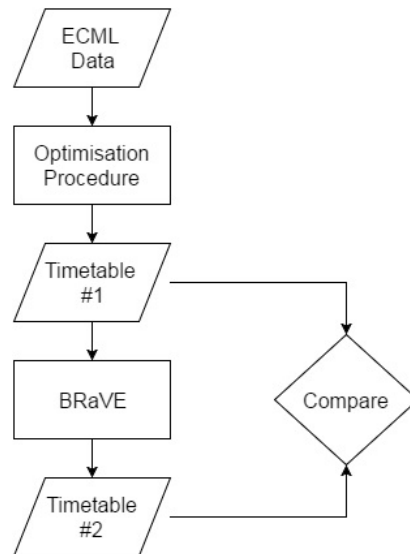 ECML
Data
Optimisation
Procedure
Timetable
#1
BRaVE
Compare
Timetable
#2